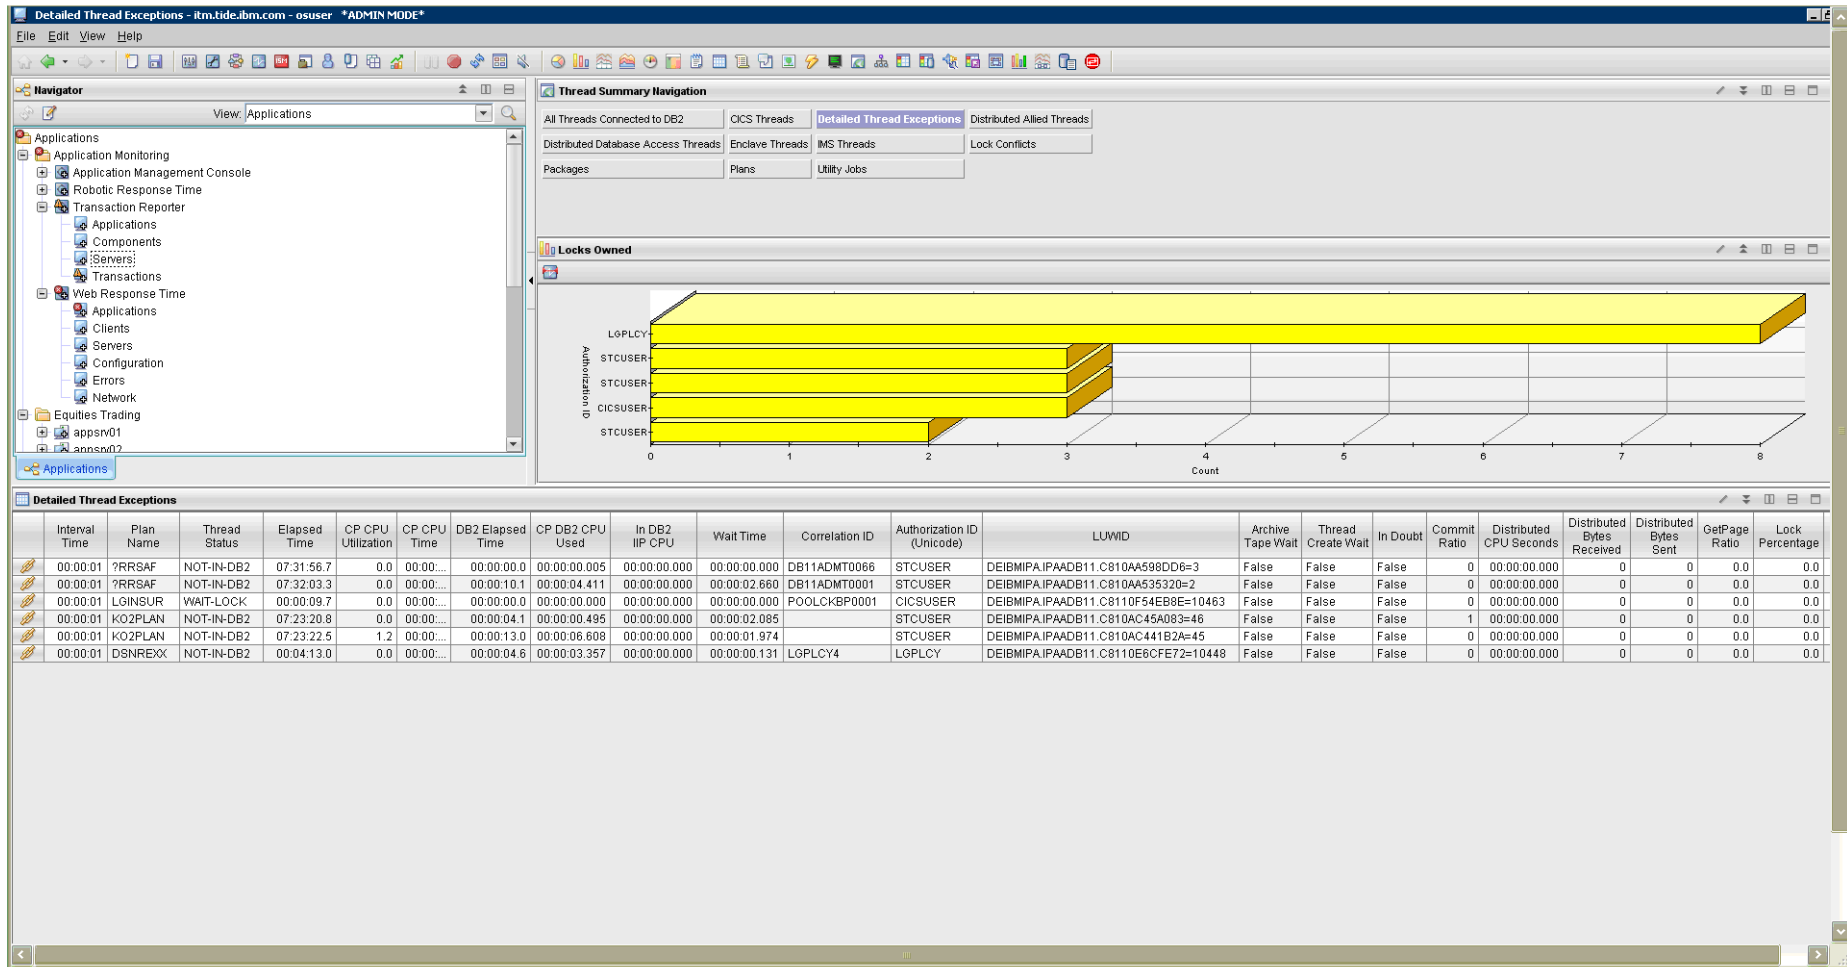 Detailed Thread Exceptions - itm.tide.ibm.com - osuser *ADMIN MODE*
File Edit View Help
Navigator
View: Applications
Applications
Application Monitoring
Application Management Console
Robotic Response Time
Transaction Reporter
Applications
Components
Servers
Transactions
Web Response Time
Applications
Clients
Servers
Configuration
Errors
Network
Equities Trading
appsrv01
appsrv02
Applications
Thread Summary Navigation
All Threads Connected to DB2 CICS Threads Detailed Thread Exceptions Distributed Allied Threads
Distributed Database Access Threads Enclave Threads IMS Threads Lock Conflicts
Packages Plans Utility Jobs
Locks Owned
Authorization ID
LGPLCY
STCUSER
STCUSER
CICSUSER
STCUSER
0 1 2 3 4 5 6 7 8
Count
Detailed Thread Exceptions
Interval Time Plan Name Thread Status Elapsed Time CP CPU Utilization CP CPU Time DB2 Elapsed Time CP DB2 CPU Used In DB2 IIP CPU Wait Time Correlation ID Authorization ID (Unicode) LUWID Archive Tape Wait Thread Create Wait In Doubt Commit Ratio Distributed CPU Seconds Distributed Bytes Received Distributed Bytes Sent GetPage Ratio Lock Percentage
00:00:01 ?RRSAF NOT-IN-DB2 07:31:56.7 0.0 00:00:... 00:00:00.0 00:00:00.005 00:00:00.000 00:00:00.000 DB11ADMT0066 STCUSER DEIBMIPA.IPAADB11.C810AA598DD6=3 False False False 0 00:00:00.000 0 0 0.0 0.0
00:00:01 ?RRSAF NOT-IN-DB2 07:32:03.3 0.0 00:00:... 00:00:10.1 00:00:04.411 00:00:00.000 00:00:02.660 DB11ADMT0001 STCUSER DEIBMIPA.IPAADB11.C810AA535320=2 False False False 0 00:00:00.000 0 0 0.0 0.0
00:00:01 LGINSUR WAIT-LOCK 00:00:09.7 0.0 00:00:... 00:00:00.0 00:00:00.000 00:00:00.000 00:00:00.000 POOLCKBP0001 CICSUSER DEIBMIPA.IPAADB11.C8110F54EB8E=10463 False False False 0 00:00:00.000 0 0 0.0 0.0
00:00:01 KO2PLAN NOT-IN-DB2 07:23:20.8 0.0 00:00:... 00:00:04.1 00:00:00.495 00:00:00.000 00:00:02.085 STCUSER DEIBMIPA.IPAADB11.C810AC45A083=46 False False False 1 00:00:00.000 0 0 0.0 0.0
00:00:01 KO2PLAN NOT-IN-DB2 07:23:22.5 1.2 00:00:... 00:00:13.0 00:00:06.608 00:00:00.000 00:00:01.974 STCUSER DEIBMIPA.IPAADB11.C810AC441B2A=45 False False False 0 00:00:00.000 0 0 0.0 0.0
00:00:01 DSNREXX NOT-IN-DB2 00:04:13.0 0.0 00:00:... 00:00:04.6 00:00:03.357 00:00:00.000 00:00:00.131 LGPLCY4 LGPLCY DEIBMIPA.IPAADB11.C8110E6CFE72=10448 False False False 0 00:00:00.000 0 0 0.0 0.0